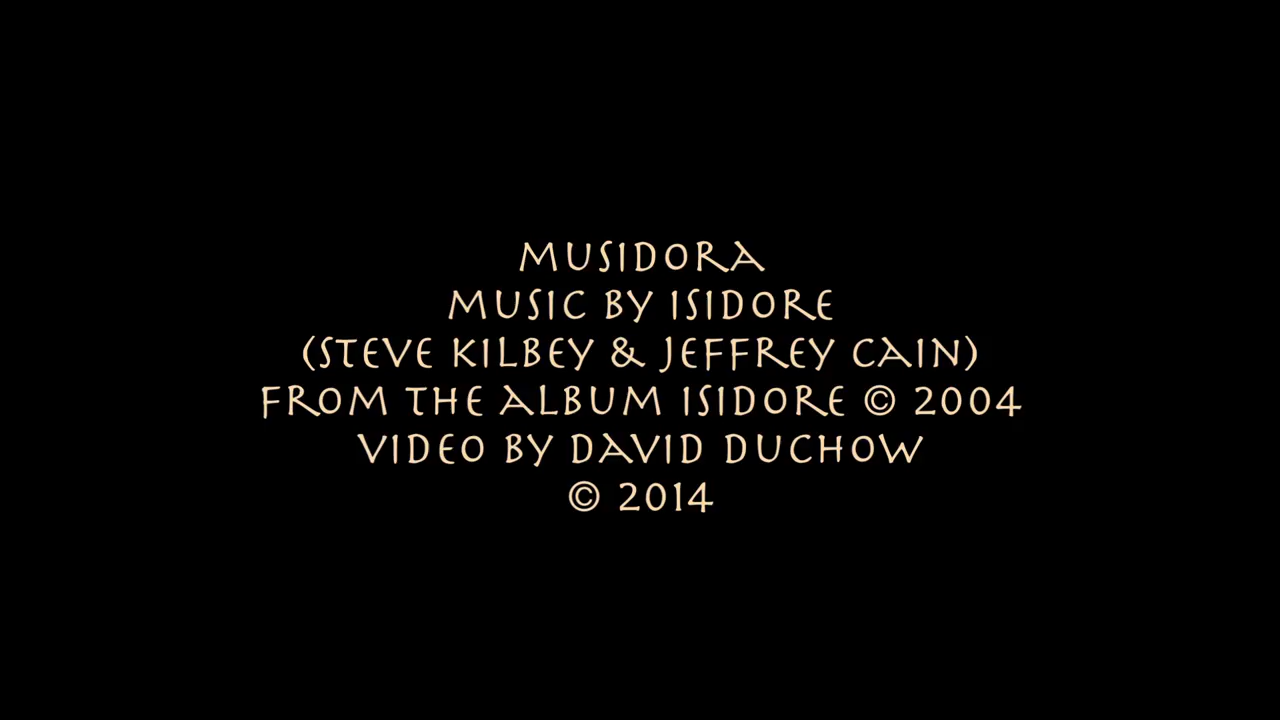 MUSIDORA
MUSIC BY ISIDORE
(STEVE KILBEY & JEFFREY CAIN)
FROM THE ALBUM ISIDORE © 2004
VIDEO BY DAVID DUCHOW
© 2014